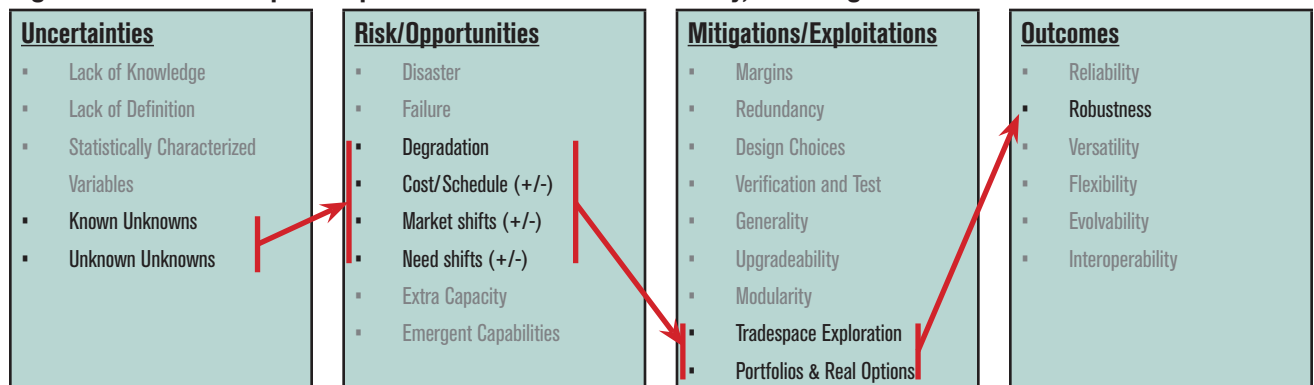 Uncertainties
▪ Lack of Knowledge
▪ Lack of Definition
▪ Statistically Characterized
Variables
▪ Known Unknowns
▪ Unknown Unknowns
Risk/Opportunities
▪ Disaster
▪ Failure
▪ Degradation
▪ Cost/Schedule (+/-)
▪ Market shifts (+/-)
▪ Need shifts (+/-)
▪ Extra Capacity
▪ Emergent Capabilities
Mitigations/Exploitations
▪ Margins
▪ Redundancy
▪ Design Choices
▪ Verification and Test
▪ Generality
▪ Upgradeability
▪ Modularity
▪ Tradespace Exploration
▪ Portfolios & Real Options
Outcomes
▪ Reliability
▪ Robustness
▪ Versatility
▪ Flexibility
▪ Evolvability
▪ Interoperability